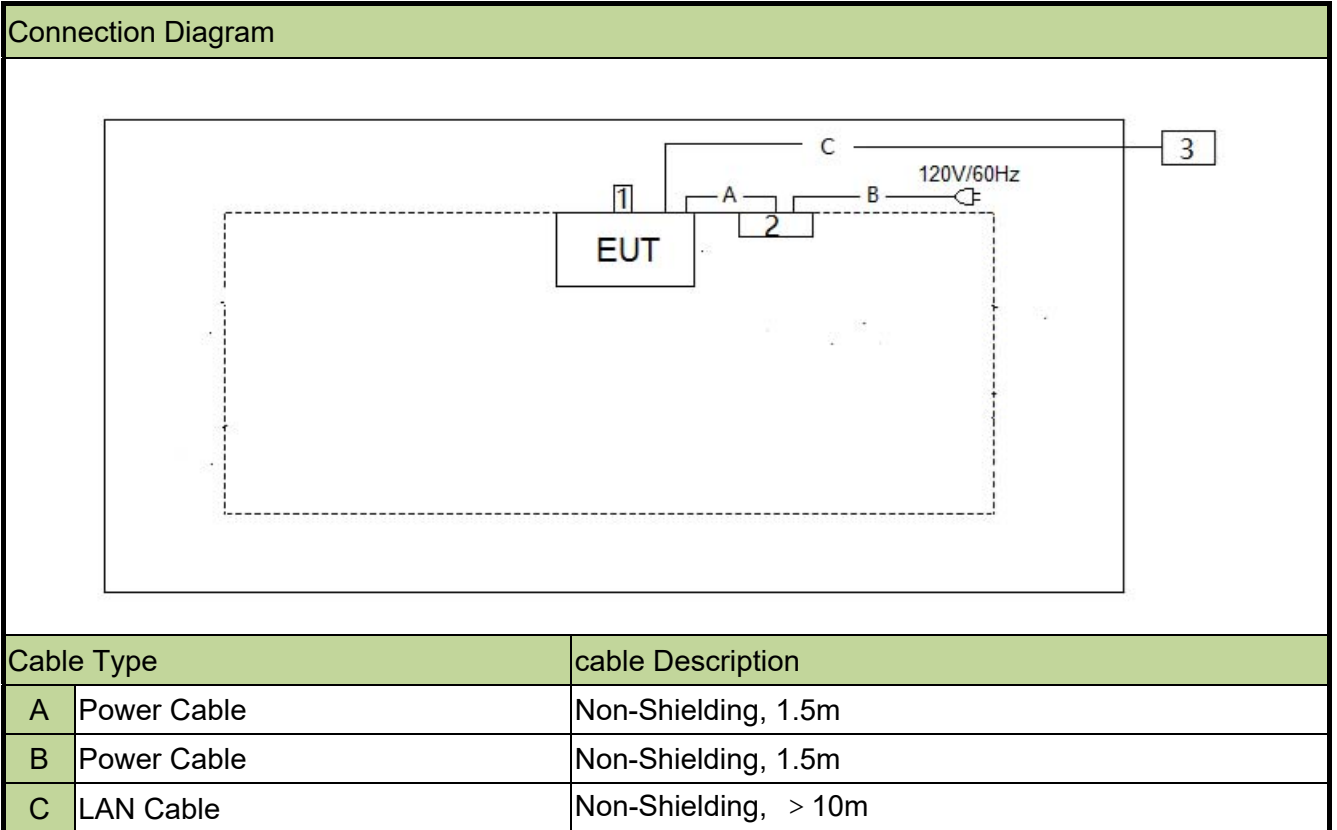 Connection Diagram
C
3
120V/60Hz
1
A
B
2
EUT
Cable Type cable Description
A Power Cable Non-Shielding, 1.5m
B Power Cable Non-Shielding, 1.5m
C LAN Cable Non-Shielding, ＞10m